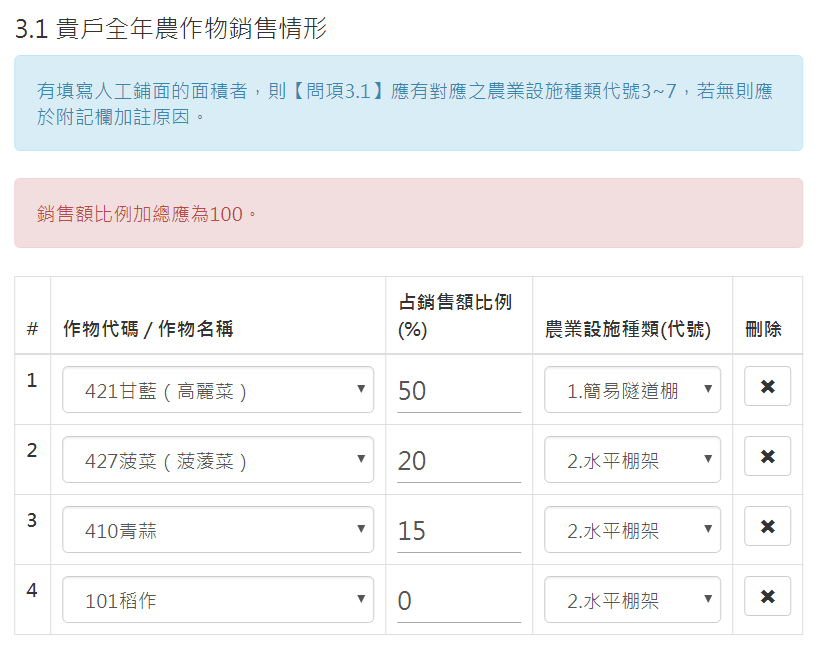 3.1 貴戶全年農作物銷售情形
有填寫人工鋪面的面積者，則【問項3.1】應有對應之農業設施種類代號3~7，若無則應
於附記欄加註原因。
銷售額比例加總應為100。
# 作物代碼 / 作物名稱 占銷售額比例 (%) 農業設施種類(代號) 刪除
1 421甘藍（高麗菜） 50 1.簡易隧道棚
2 427菠菜（菠薐菜） 20 2.水平棚架
3 410青蒜 15 2.水平棚架
4 101稻作 0 2.水平棚架